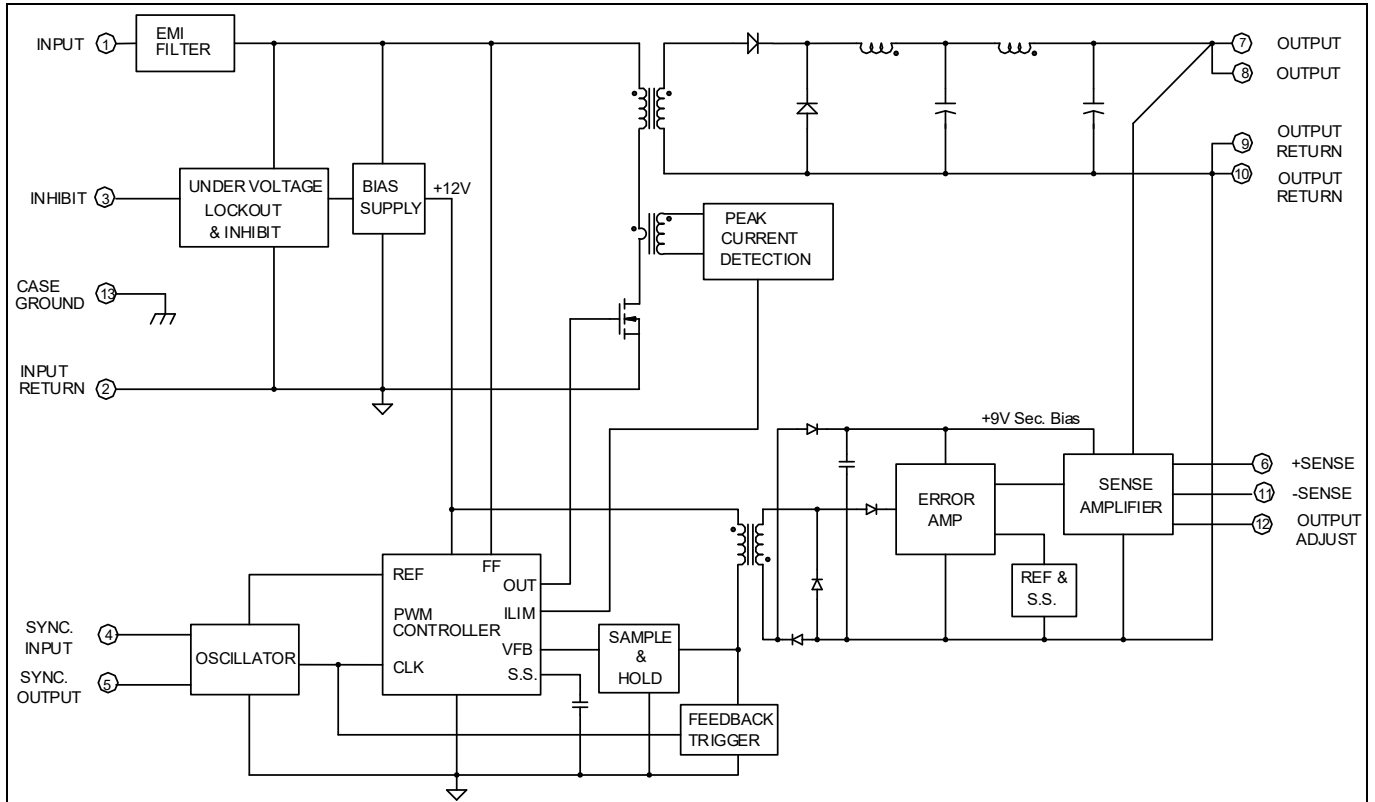 INPUT
1
EMI
FILTER
7
OUTPUT
8
OUTPUT
9
OUTPUT
RETURN
10
OUTPUT
RETURN
INHIBIT
3
UNDER VOLTAGE
LOCKOUT
& INHIBIT
BIAS
SUPPLY
+12V
PEAK
CURRENT
DETECTION
CASE
GROUND
13
INPUT
RETURN
2
+9V Sec. Bias
ERROR
AMP
SENSE
AMPLIFIER
6
+SENSE
11
-SENSE
12
OUTPUT
ADJUST
REF &
S.S.
REF
FF
OUT
PWM
CONTROLLER
ILIM
VFB
CLK
S.S.
SAMPLE
&
HOLD
FEEDBACK
TRIGGER
SYNC.
INPUT
4
OSCILLATOR
SYNC.
OUTPUT
5